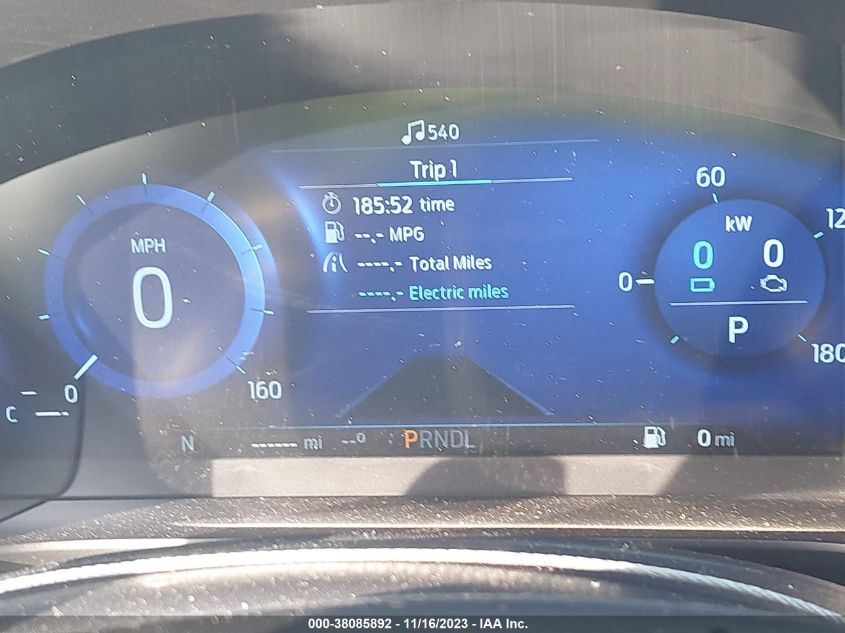 540
Trip 1
185:52 time
--.- MPG
----.- Total Miles
----.- Electric miles
MPH
0
0
160
C
60
12
kW
0 0
0
P
180
N ------ mi --° PRNDL 0 mi
000-38085892 - 11/16/2023 - IAA Inc.